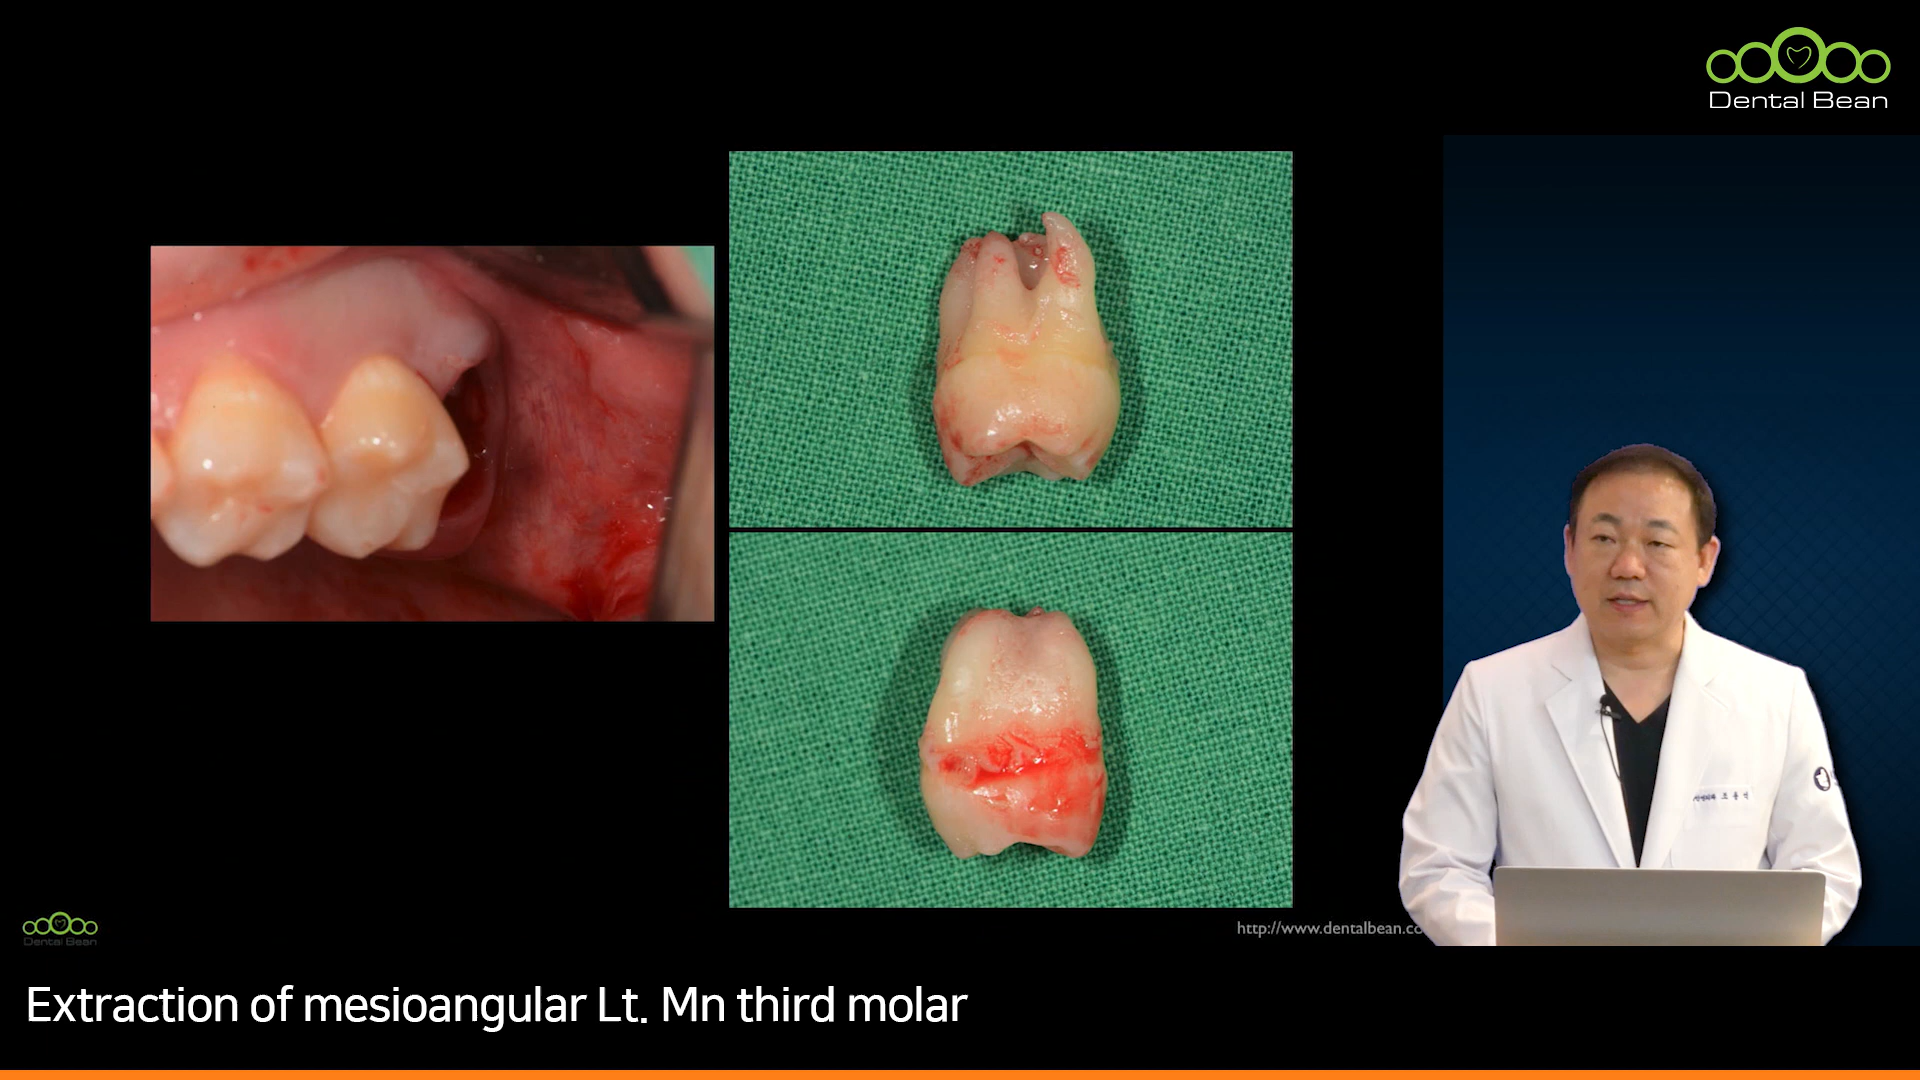 Dental Bean
Dental Bean
http://www.dentalbean.co
Extraction of mesioangular Lt. Mn third molar